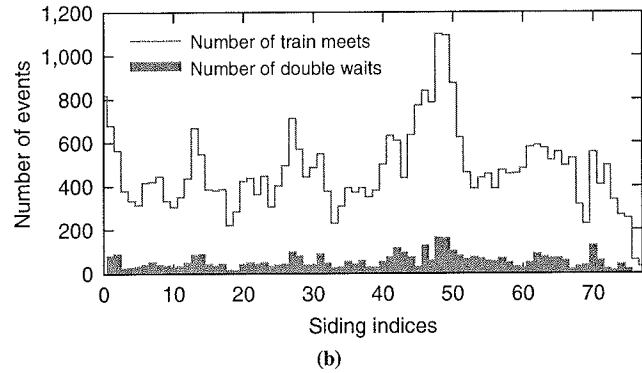 1,200
1,000
800
600
400
200
0
Number of events
Number of train meets
Number of double waits
0 10 20 30 40 50 60 70
Siding indices
(b)